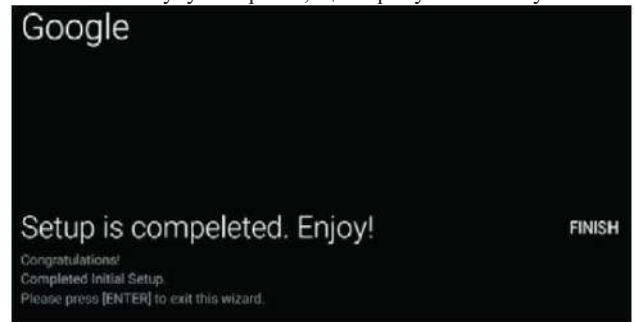 Google
Setup is compeleted. Enjoy!
FINISH
Congratulations!
Completed Initial Setup.
Please press [ENTER] to exit this wizard.